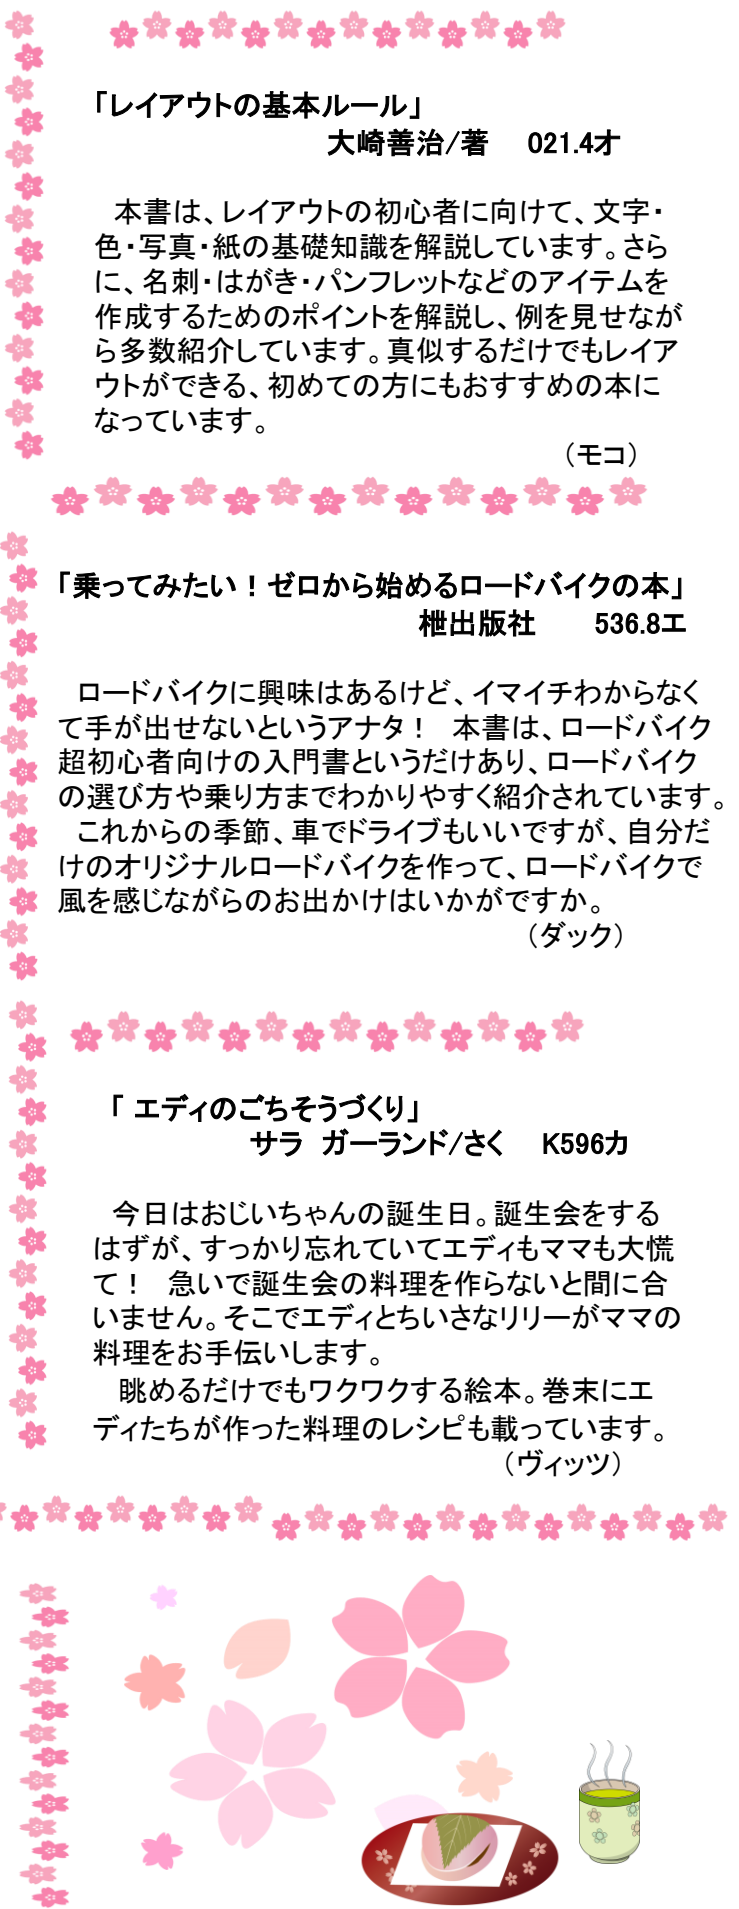 「レイアウトの基本ルール」
大崎善治/著　021.4オ
本書は、レイアウトの初心者に向けて、文字・
色・写真・紙の基礎知識を解説しています。さら
に、名刺・はがき・パンフレットなどのアイテムを
作成するためのポイントを解説し、例を見せなが
ら多数紹介しています。真似するだけでもレイア
ウトができる、初めての方にもおすすめの本に
なっています。
（モコ）
「乗ってみたい！ゼロから始めるロードバイクの本」
枻出版社　　536.8エ
ロードバイクに興味はあるけど、イマイチわからなく
て手が出せないというアナタ！　本書は、ロードバイク
超初心者向けの入門書というだけあり、ロードバイク
の選び方や乗り方までわかりやすく紹介されています。
これからの季節、車でドライブもいいですが、自分だ
けのオリジナルロードバイクを作って、ロードバイクで
風を感じながらのお出かけはいかがですか。
（ダック）
「 エディのごちそうづくり」
サラ　ガーランド/さく　K596カ
今日はおじいちゃんの誕生日。誕生会をする
はずが、すっかり忘れていてエディもママも大慌
て！　急いで誕生会の料理を作らないと間に合
いません。そこでエディとちいさなリリーがママの
料理をお手伝いします。
眺めるだけでもワクワクする絵本。巻末にエ
ディたちが作った料理のレシピも載っています。
（ヴィッツ）